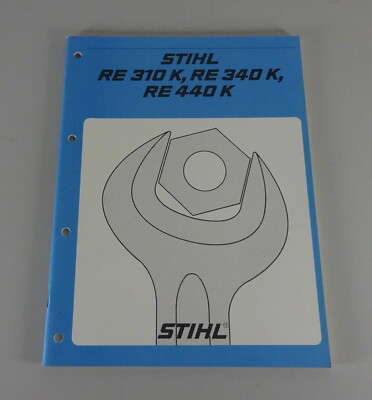 STIHL
RE 310 K, RE 340 K,
RE 440 K
STIHL®